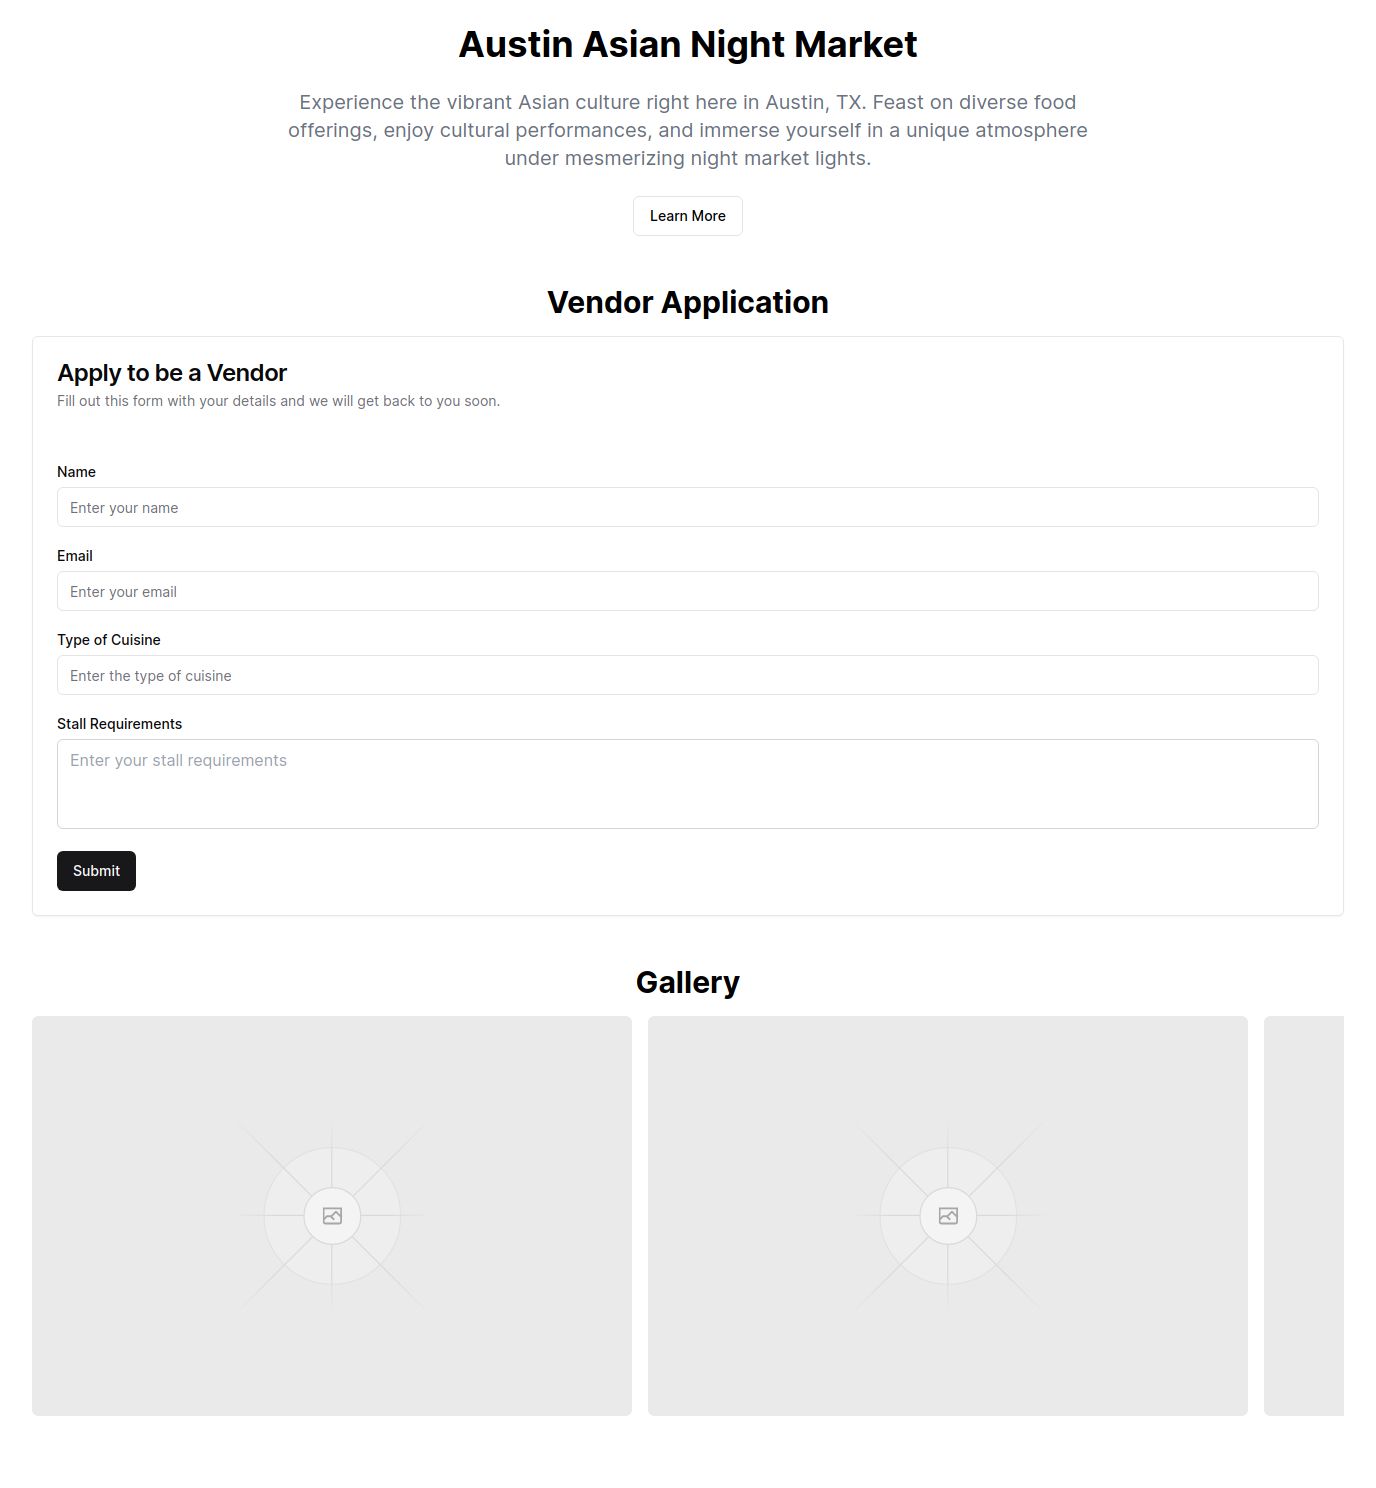 Austin Asian Night Market
Experience the vibrant Asian culture right here in Austin, TX. Feast on diverse food
offerings, enjoy cultural performances, and immerse yourself in a unique atmosphere
under mesmerizing night market lights.
Learn More
Vendor Application
Apply to be a Vendor
Fill out this form with your details and we will get back to you soon.
Name
Enter your name
Email
Enter your email
Type of Cuisine
Enter the type of cuisine
Stall Requirements
Enter your stall requirements
Submit
Gallery